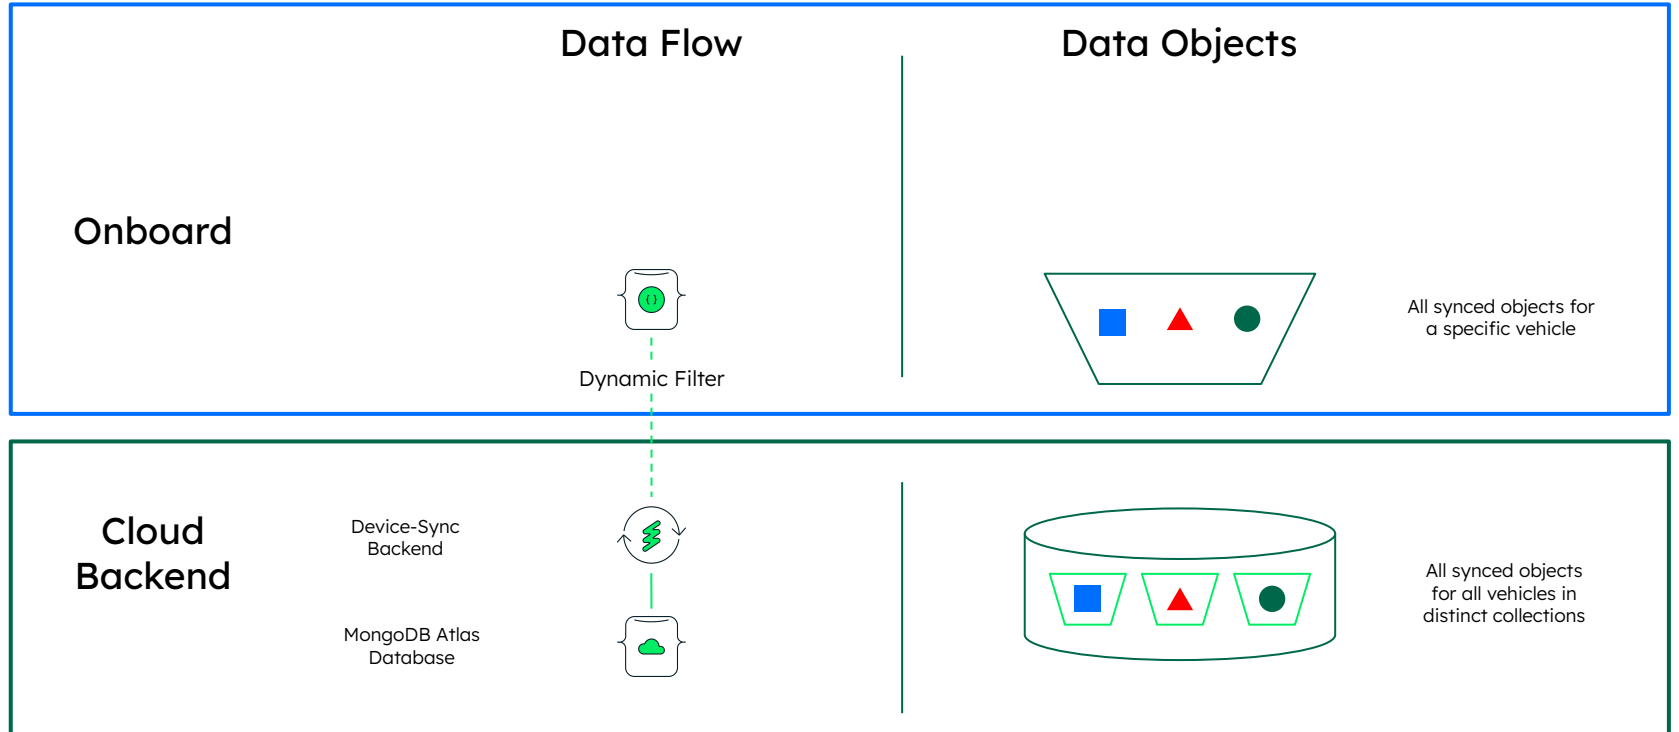 Data Flow
Data Objects
Onboard
{ }
All synced objects for
a specific vehicle
Dynamic Filter
Cloud
Backend
Device-Sync
Backend
All synced objects
for all vehicles in
distinct collections
MongoDB Atlas
Database